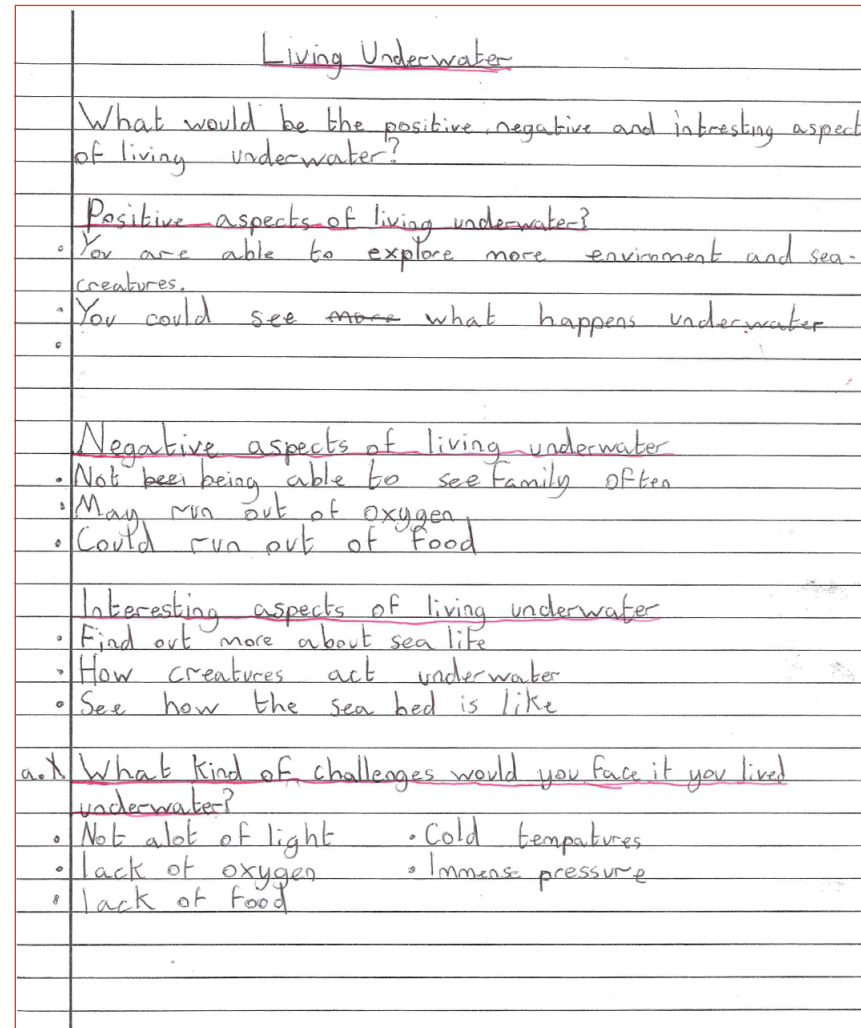 Living Underwater
What would be the positive, negative and intresting aspect
of living underwater?
Positive aspects of living underwater?
• You are able to explore more enviroment and sea-
creatures.
• You could see ~~more~~ what happens underwater
•
Negative aspects of living underwater
• Not ~~beei~~ being able to see family often
• May run out of oxygen
• Could run out of food
Interesting aspects of living underwater
• Find out more about sea life
• How creatures act underwater
• See how the sea bed is like
a.) What kind of challenges would you face if you lived
underwater?
• Not alot of light • Cold tempatures
• lack of oxygen • Immense pressure
• lack of food